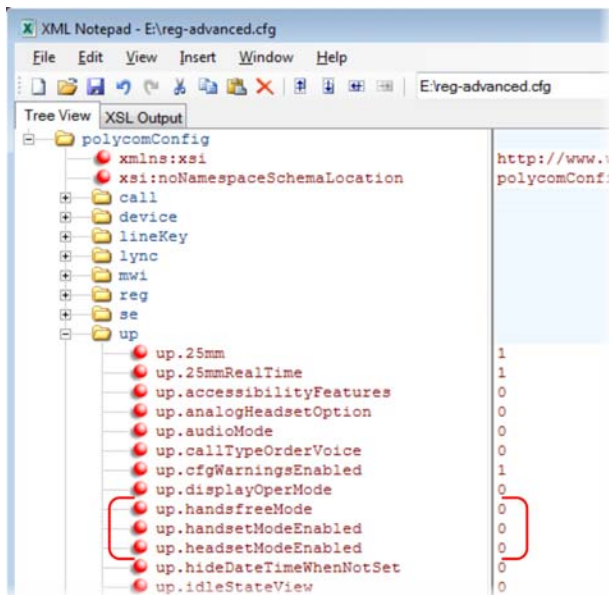 XML Notepad - E:\reg-advanced.cfg
File Edit View Insert Window Help
E:\reg-advanced.cfg
Tree View XSL Output
polycomConfig
xmlns:xsi http://www.
xsi:noNamespaceSchemaLocation polycomConf
call
device
lineKey
lync
mwi
reg
se
up
up.25mm 1
up.25mmRealTime 1
up.accessibilityFeatures 0
up.analogHeadsetOption 0
up.audioMode 0
up.callTypeOrderVoice 0
up.cfgWarningsEnabled 1
up.displayOperMode 0
up.handsfreeMode 0
up.handsetModeEnabled 0
up.headsetModeEnabled 0
up.hideDateTimeWhenNotSet 0
up.idleStateView 0